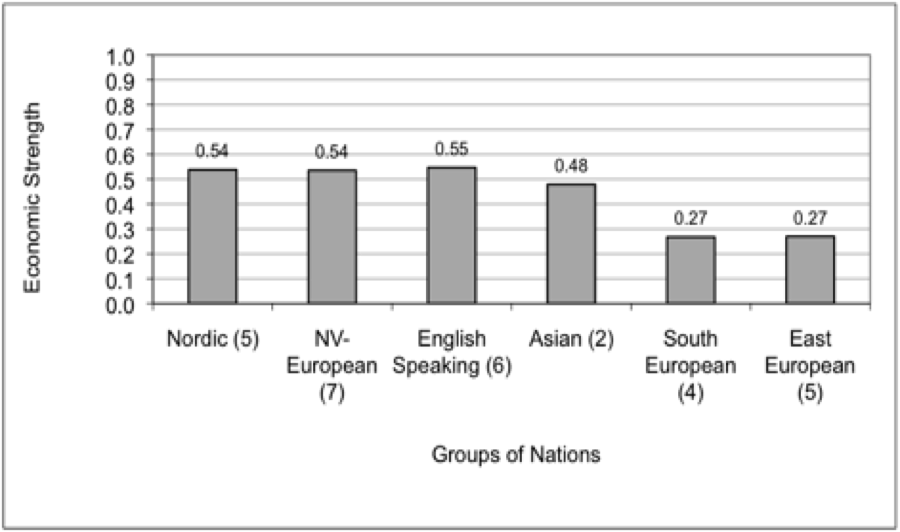 Economic Strength
1.0
0.9
0.8
0.7
0.6
0.5
0.4
0.3
0.2
0.1
0.0
0.54
0.54
0.55
0.48
0.27
0.27
Nordic (5)
NV-
European
(7)
English
Speaking (6)
Asian (2)
South
European
(4)
East
European
(5)
Groups of Nations